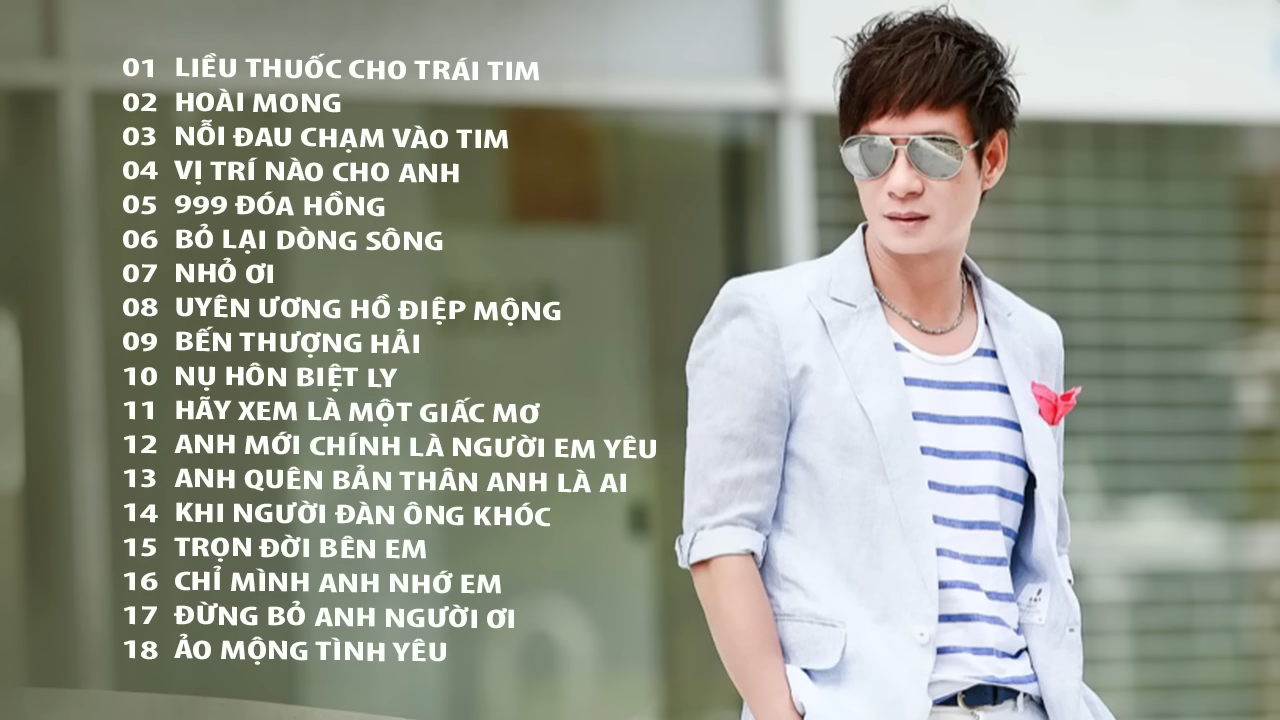 01 LIỀU THUỐC CHO TRÁI TIM
02 HOÀI MONG
03 NỖI ĐAU CHẠM VÀO TIM
04 VỊ TRÍ NÀO CHO ANH
05 999 ĐÓA HỒNG
06 BỎ LẠI DÒNG SÔNG
07 NHỎ ƠI
08 UYÊN ƯƠNG HỒ ĐIỆP MỘNG
09 BẾN THƯỢNG HẢI
10 NỤ HÔN BIỆT LY
11 HÃY XEM LÀ MỘT GIẤC MƠ
12 ANH MỚI CHÍNH LÀ NGƯỜI EM YÊU
13 ANH QUÊN BẢN THÂN ANH LÀ AI
14 KHI NGƯỜI ĐÀN ÔNG KHÓC
15 TRỌN ĐỜI BÊN EM
16 CHỈ MÌNH ANH NHỚ EM
17 ĐỪNG BỎ ANH NGƯỜI ƠI
18 ẢO MỘNG TÌNH YÊU